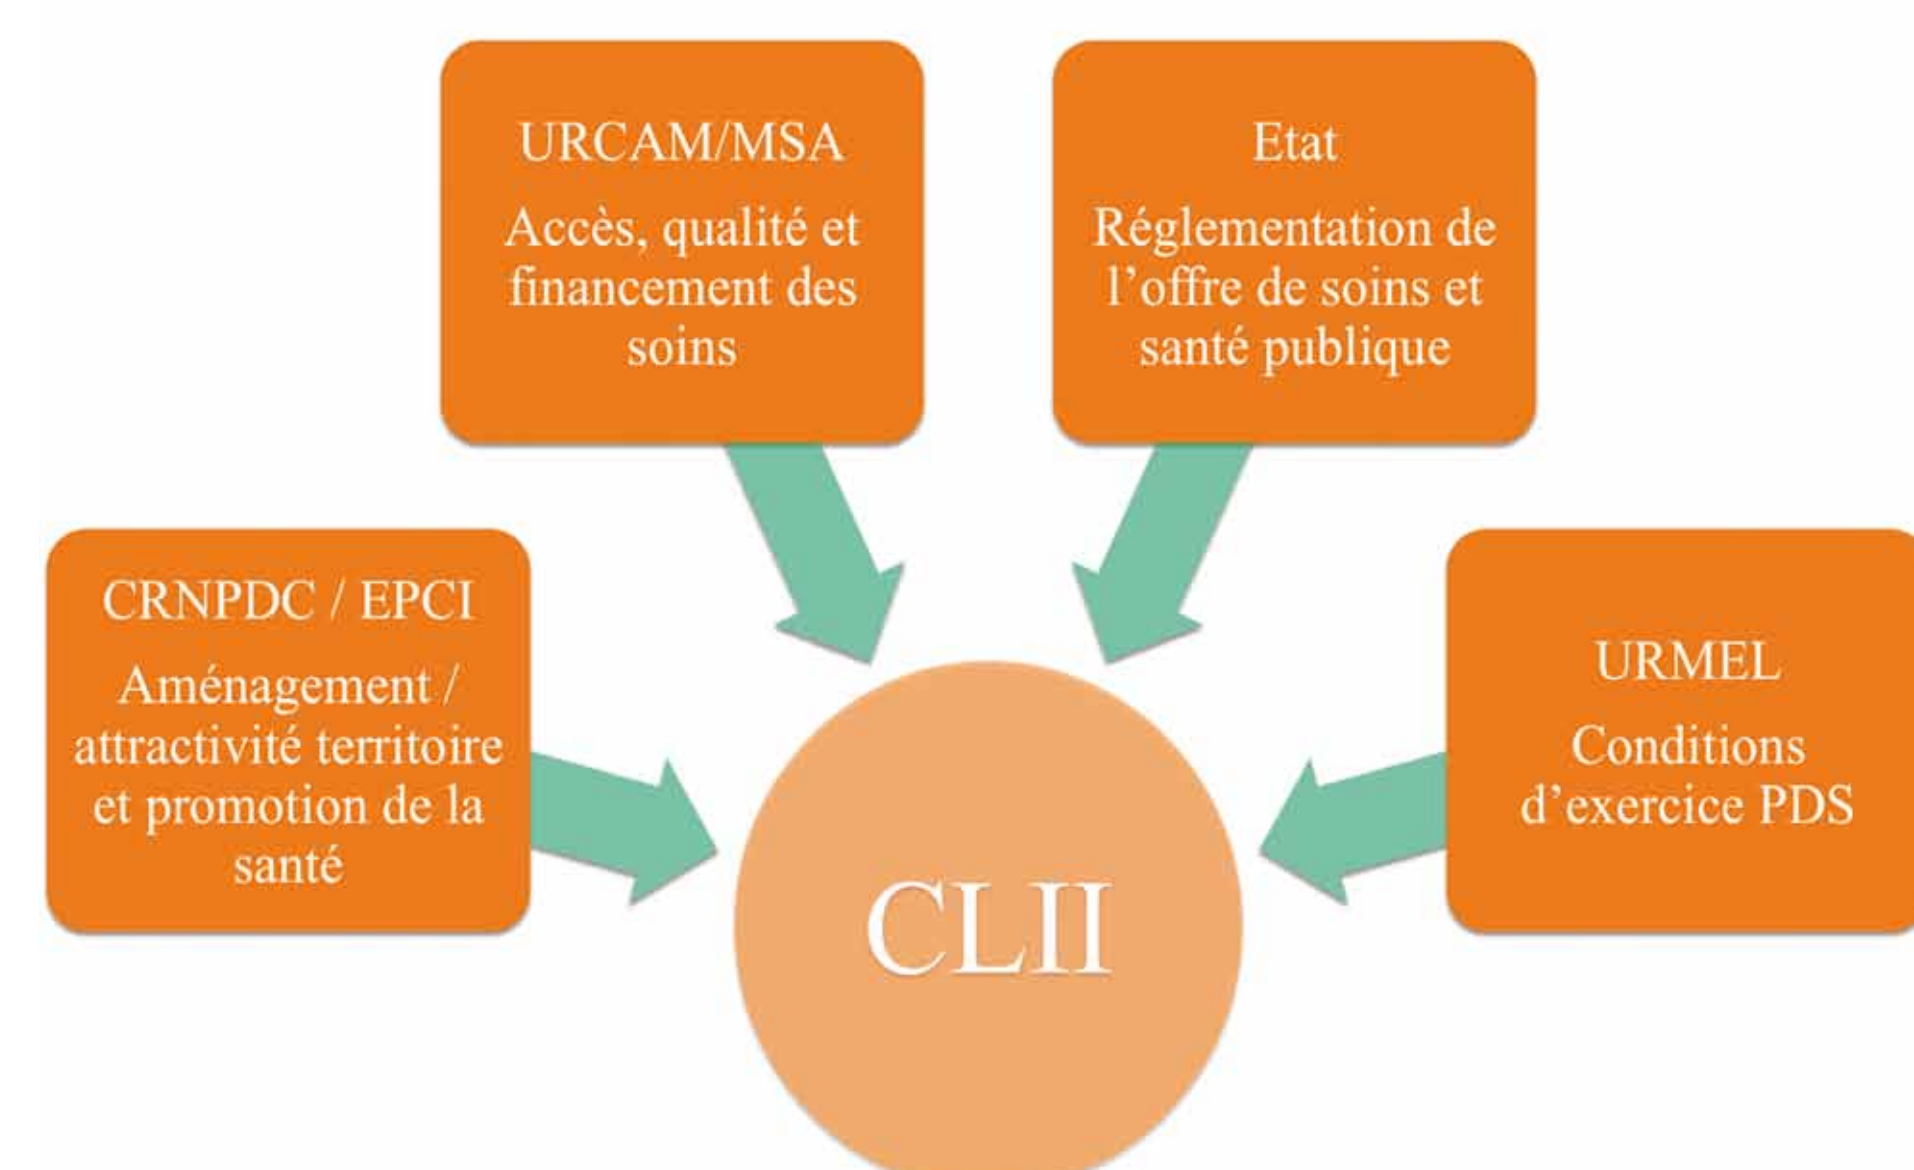 URCAM/MSA
Accès, qualité et
financement des
soins
Etat
Réglementation de
l’offre de soins et
santé publique
CRNPDC / EPCI
Aménagement /
attractivité territoire
et promotion de la
santé
URMEL
Conditions
d’exercice PDS
CLII